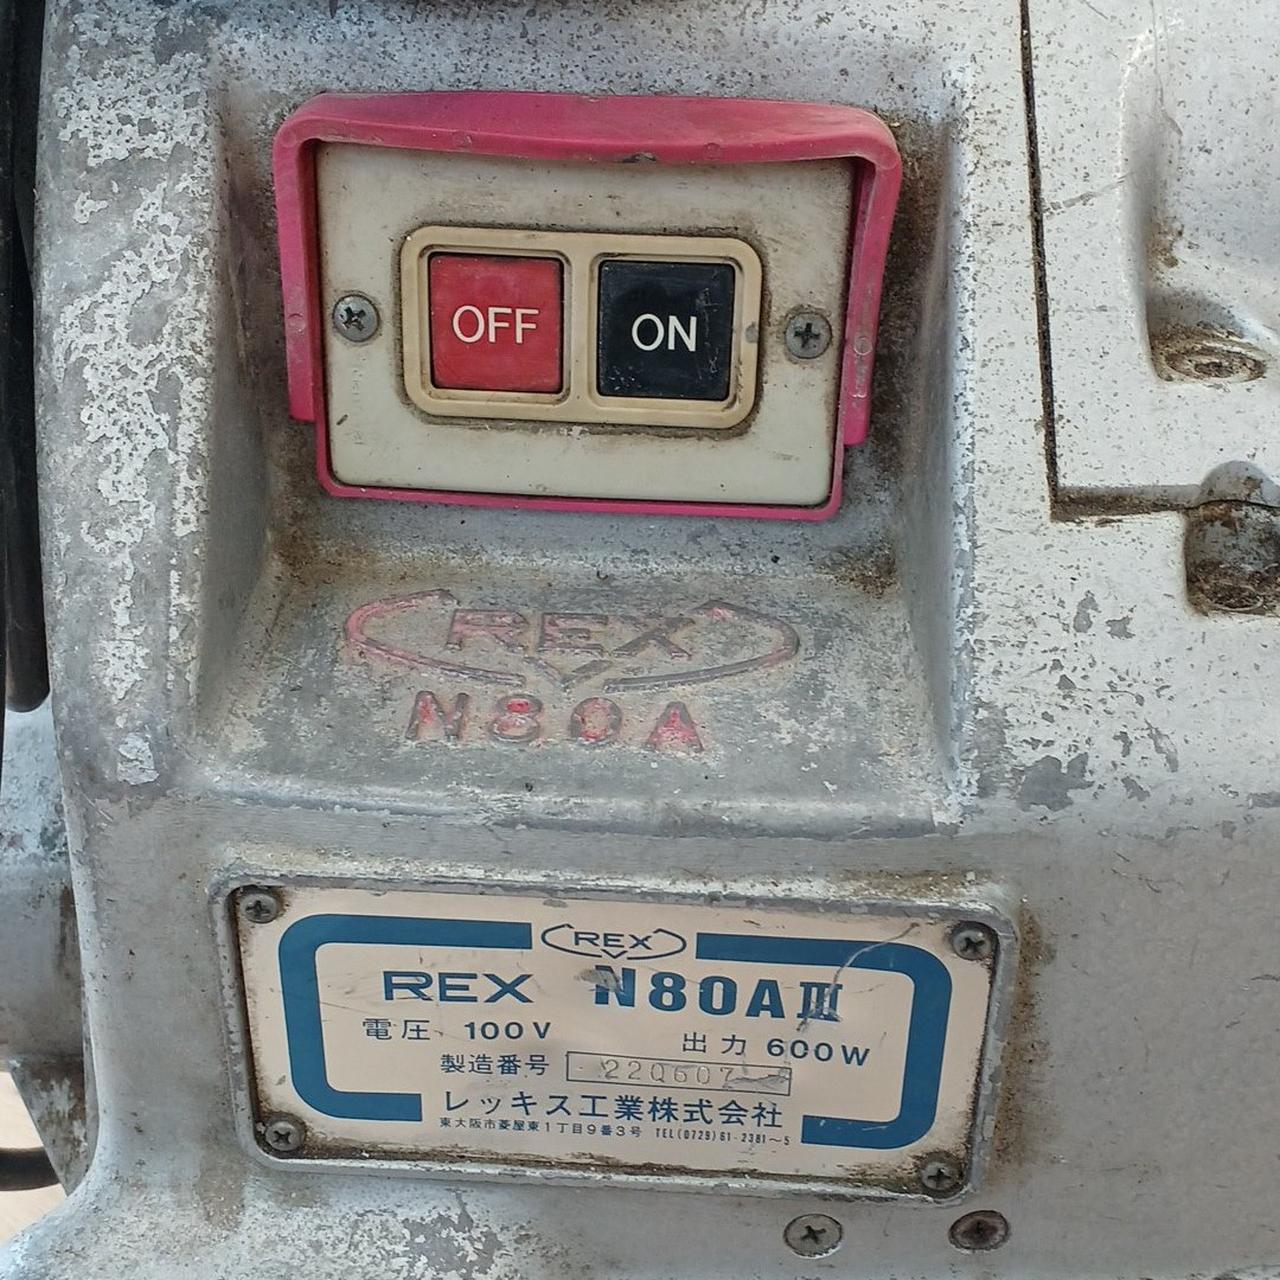 OFF ON
REX
N80A
REX
REX N80AⅢ
電圧 100V 出力 600W
製造番号 220607
レッキス工業株式会社
東大阪市菱屋東1丁目9番3号 TEL(0729)61-2381〜5